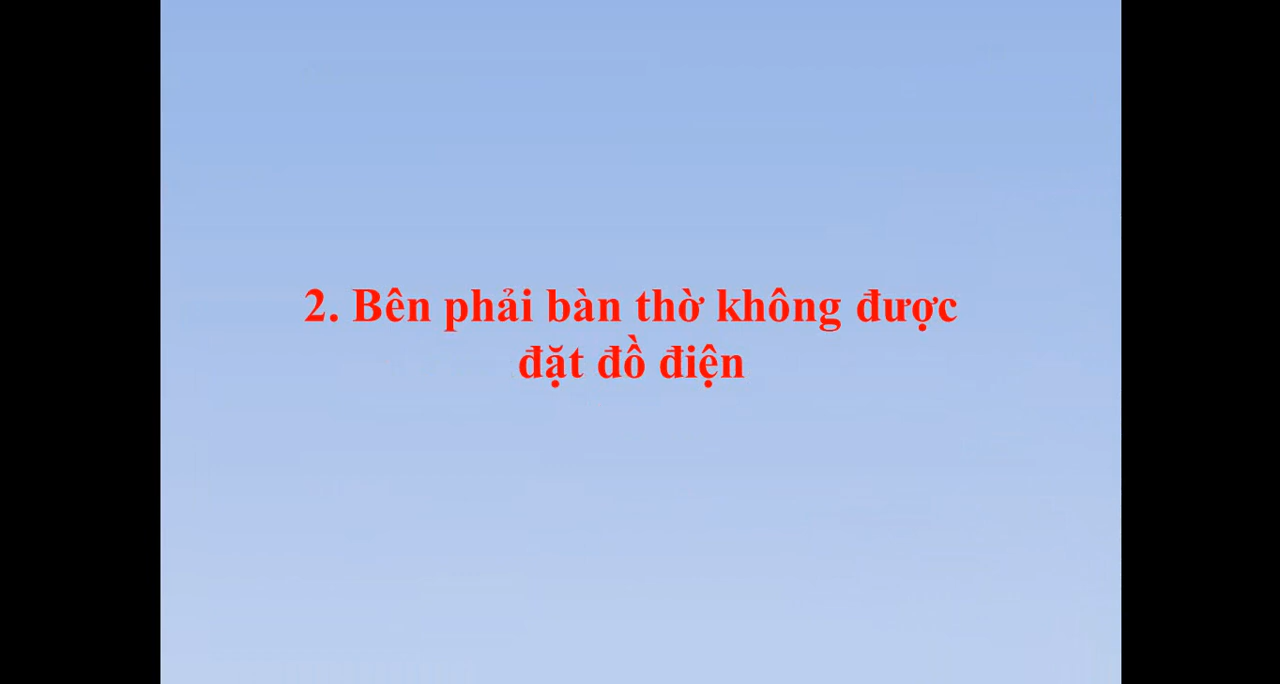 2. Bên phải bàn thờ không được
đặt đồ điện